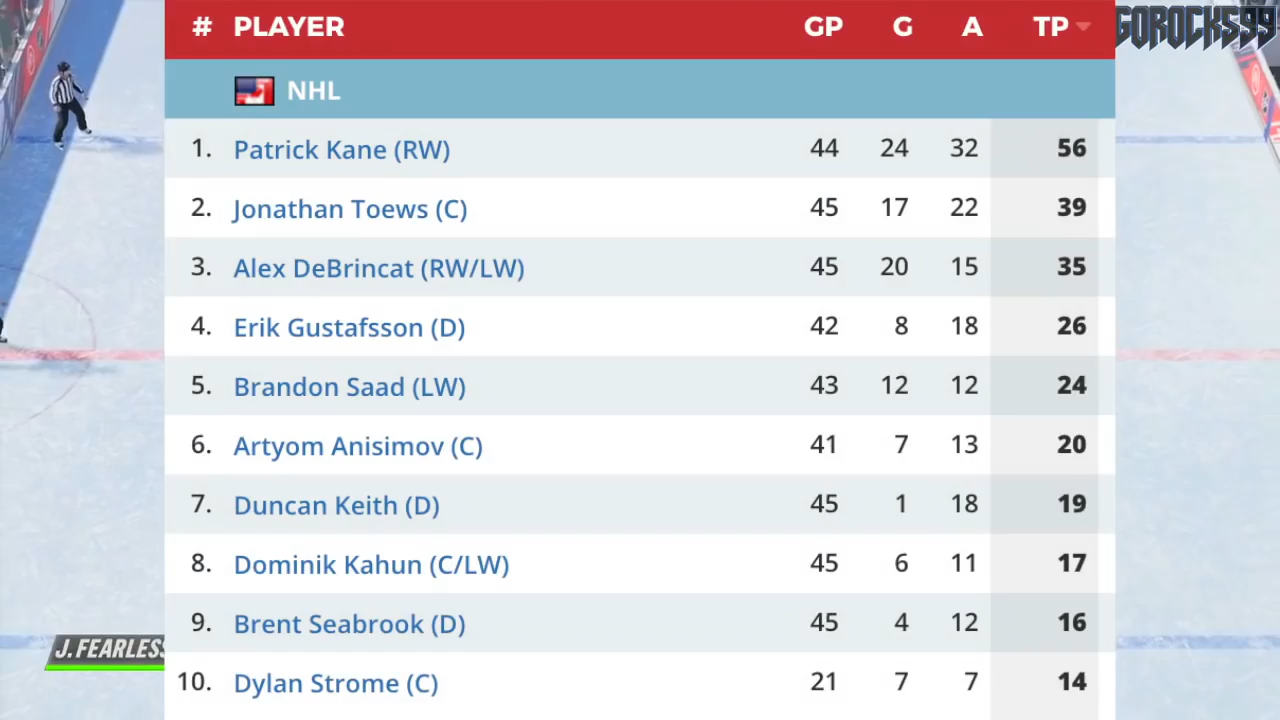 # PLAYER GP G A TP
GOROCKS99
NHL
1. Patrick Kane (RW) 44 24 32 56
2. Jonathan Toews (C) 45 17 22 39
3. Alex DeBrincat (RW/LW) 45 20 15 35
4. Erik Gustafsson (D) 42 8 18 26
5. Brandon Saad (LW) 43 12 12 24
6. Artyom Anisimov (C) 41 7 13 20
7. Duncan Keith (D) 45 1 18 19
8. Dominik Kahun (C/LW) 45 6 11 17
9. Brent Seabrook (D) 45 4 12 16
J. FEARLESS
10. Dylan Strome (C) 21 7 7 14